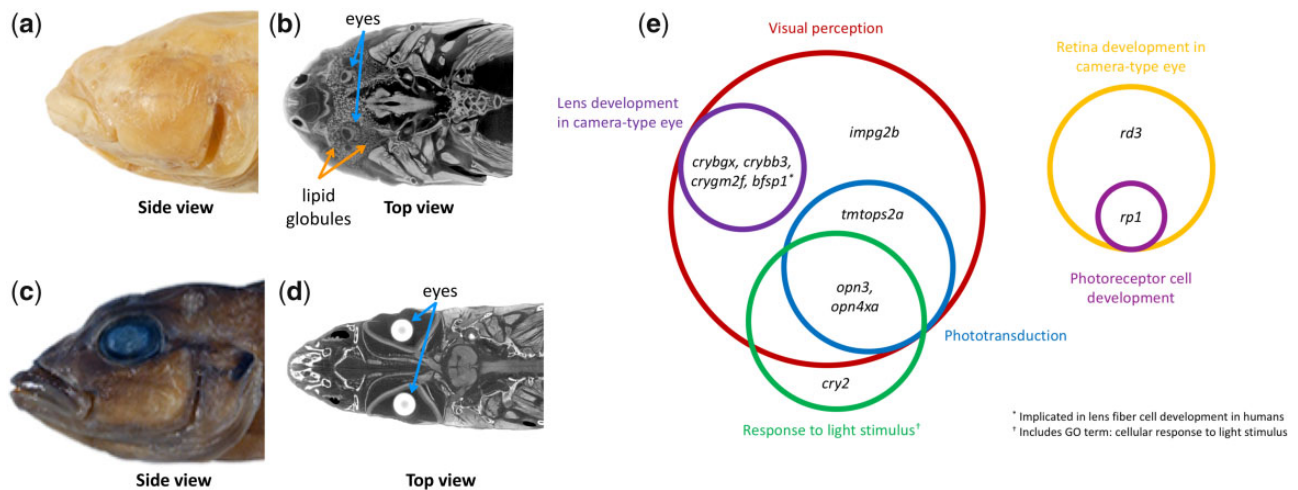 (a)
Side view
(b)
eyes
lipid
globules
Top view
(c)
Side view
(d)
eyes
Top view
(e)
Visual perception
Lens development
in camera-type eye
impg2b
crybgx, crybb3,
crygm2f, bfsp1*
tmtops2a
opn3,
opn4xa
Phototransduction
cry2
Response to light stimulus†
Retina development in
camera-type eye
rd3
rp1
Photoreceptor cell
development
* Implicated in lens fiber cell development in humans
† Includes GO term: cellular response to light stimulus